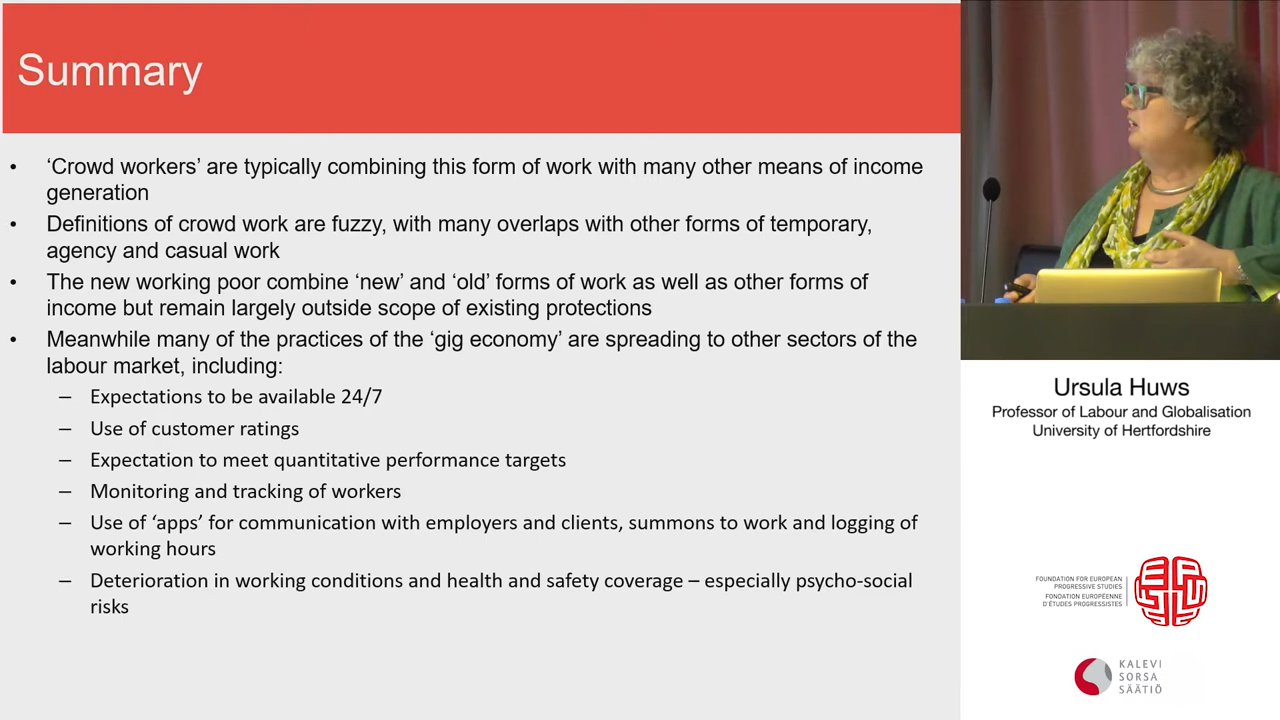 Summary
• ‘Crowd workers’ are typically combining this form of work with many other means of income
generation
• Definitions of crowd work are fuzzy, with many overlaps with other forms of temporary,
agency and casual work
• The new working poor combine ‘new’ and ‘old’ forms of work as well as other forms of
income but remain largely outside scope of existing protections
• Meanwhile many of the practices of the ‘gig economy’ are spreading to other sectors of the
labour market, including:
– Expectations to be available 24/7
– Use of customer ratings
– Expectation to meet quantitative performance targets
– Monitoring and tracking of workers
– Use of ‘apps’ for communication with employers and clients, summons to work and logging of
working hours
– Deterioration in working conditions and health and safety coverage – especially psycho-social
risks
Ursula Huws
Professor of Labour and Globalisation
University of Hertfordshire
FOUNDATION FOR EUROPEAN
PROGRESSIVE STUDIES
FONDATION EUROPÉENNE
D'ÉTUDES PROGRESSISTES
KALEVI
SORSA
SÄÄTIÖ